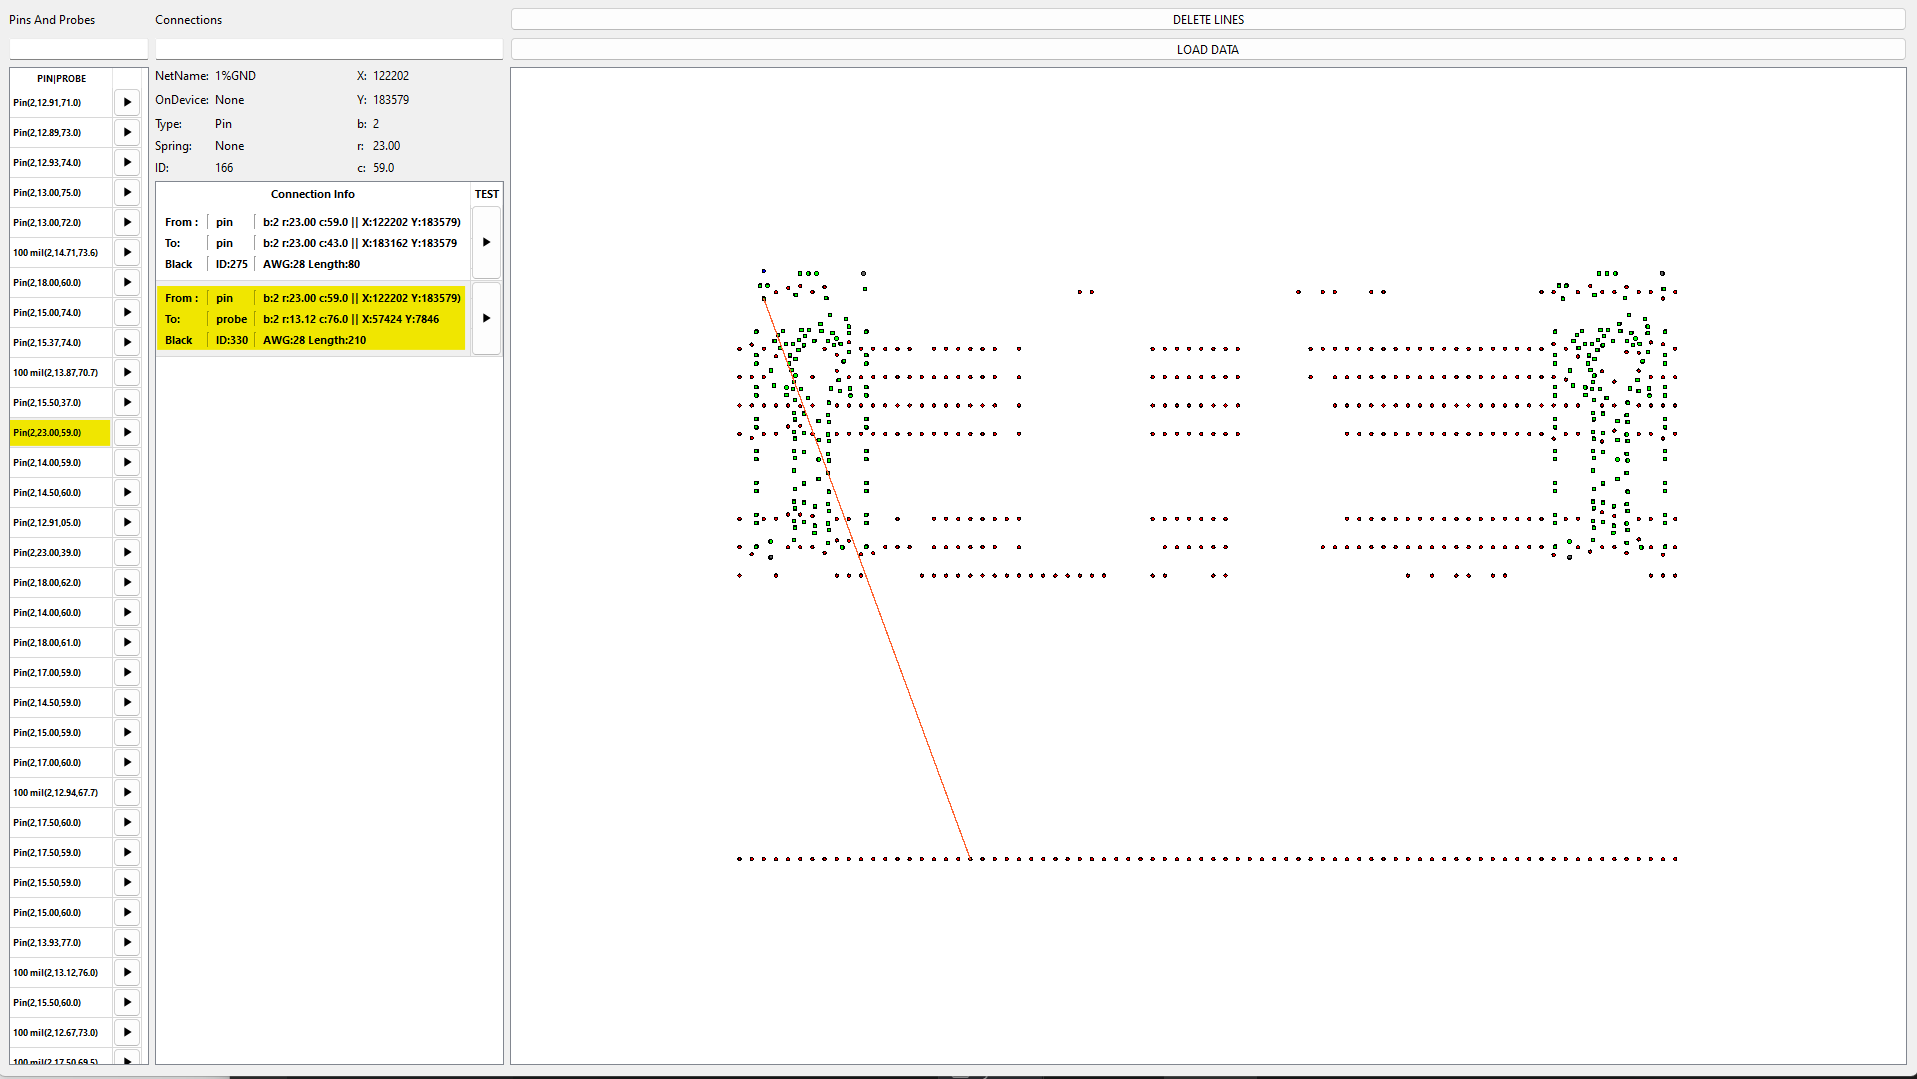 Pins And Probes
Connections
DELETE LINES
LOAD DATA
PIN|PROBE
Pin(2,12.91,71.0)
Pin(2,12.89,73.0)
Pin(2,12.93,74.0)
Pin(2,13.00,75.0)
Pin(2,13.00,72.0)
100 mil(2,14.71,73.6)
Pin(2,18.00,60.0)
Pin(2,15.00,74.0)
Pin(2,15.37,74.0)
100 mil(2,13.87,70.7)
Pin(2,15.50,37.0)
Pin(2,23.00,59.0)
Pin(2,14.00,59.0)
Pin(2,14.50,60.0)
Pin(2,12.91,05.0)
Pin(2,23.00,39.0)
Pin(2,18.00,62.0)
Pin(2,14.00,60.0)
Pin(2,18.00,61.0)
Pin(2,17.00,59.0)
Pin(2,14.50,59.0)
Pin(2,15.00,59.0)
Pin(2,17.00,60.0)
100 mil(2,12.94,67.7)
Pin(2,17.50,60.0)
Pin(2,17.50,59.0)
Pin(2,15.50,59.0)
Pin(2,15.00,60.0)
Pin(2,13.93,77.0)
100 mil(2,13.12,76.0)
Pin(2,15.50,60.0)
100 mil(2,12.67,73.0)
100 mil(2,17.50,69.5)
NetName: 1%GND X: 122202
OnDevice: None Y: 183579
Type: Pin b: 2
Spring: None r: 23.00
ID: 166 c: 59.0
Connection Info TEST
From : pin b:2 r:23.00 c:59.0 || X:122202 Y:183579)
To: pin b:2 r:23.00 c:43.0 || X:183162 Y:183579
Black ID:275 AWG:28 Length:80
From : pin b:2 r:23.00 c:59.0 || X:122202 Y:183579)
To: probe b:2 r:13.12 c:76.0 || X:57424 Y:7846
Black ID:330 AWG:28 Length:210